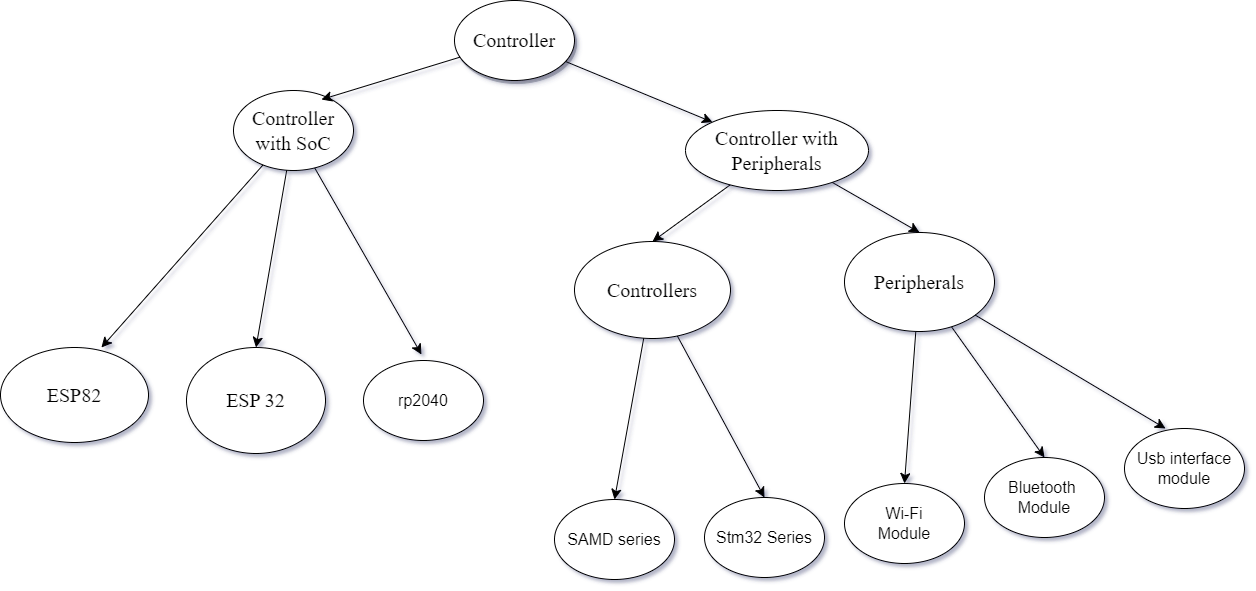 Controller
Controller
with SoC
Controller with
Peripherals
Controllers
Peripherals
ESP82
ESP 32
rp2040
SAMD series
Stm32 Series
Wi-Fi
Module
Bluetooth
Module
Usb interface
module